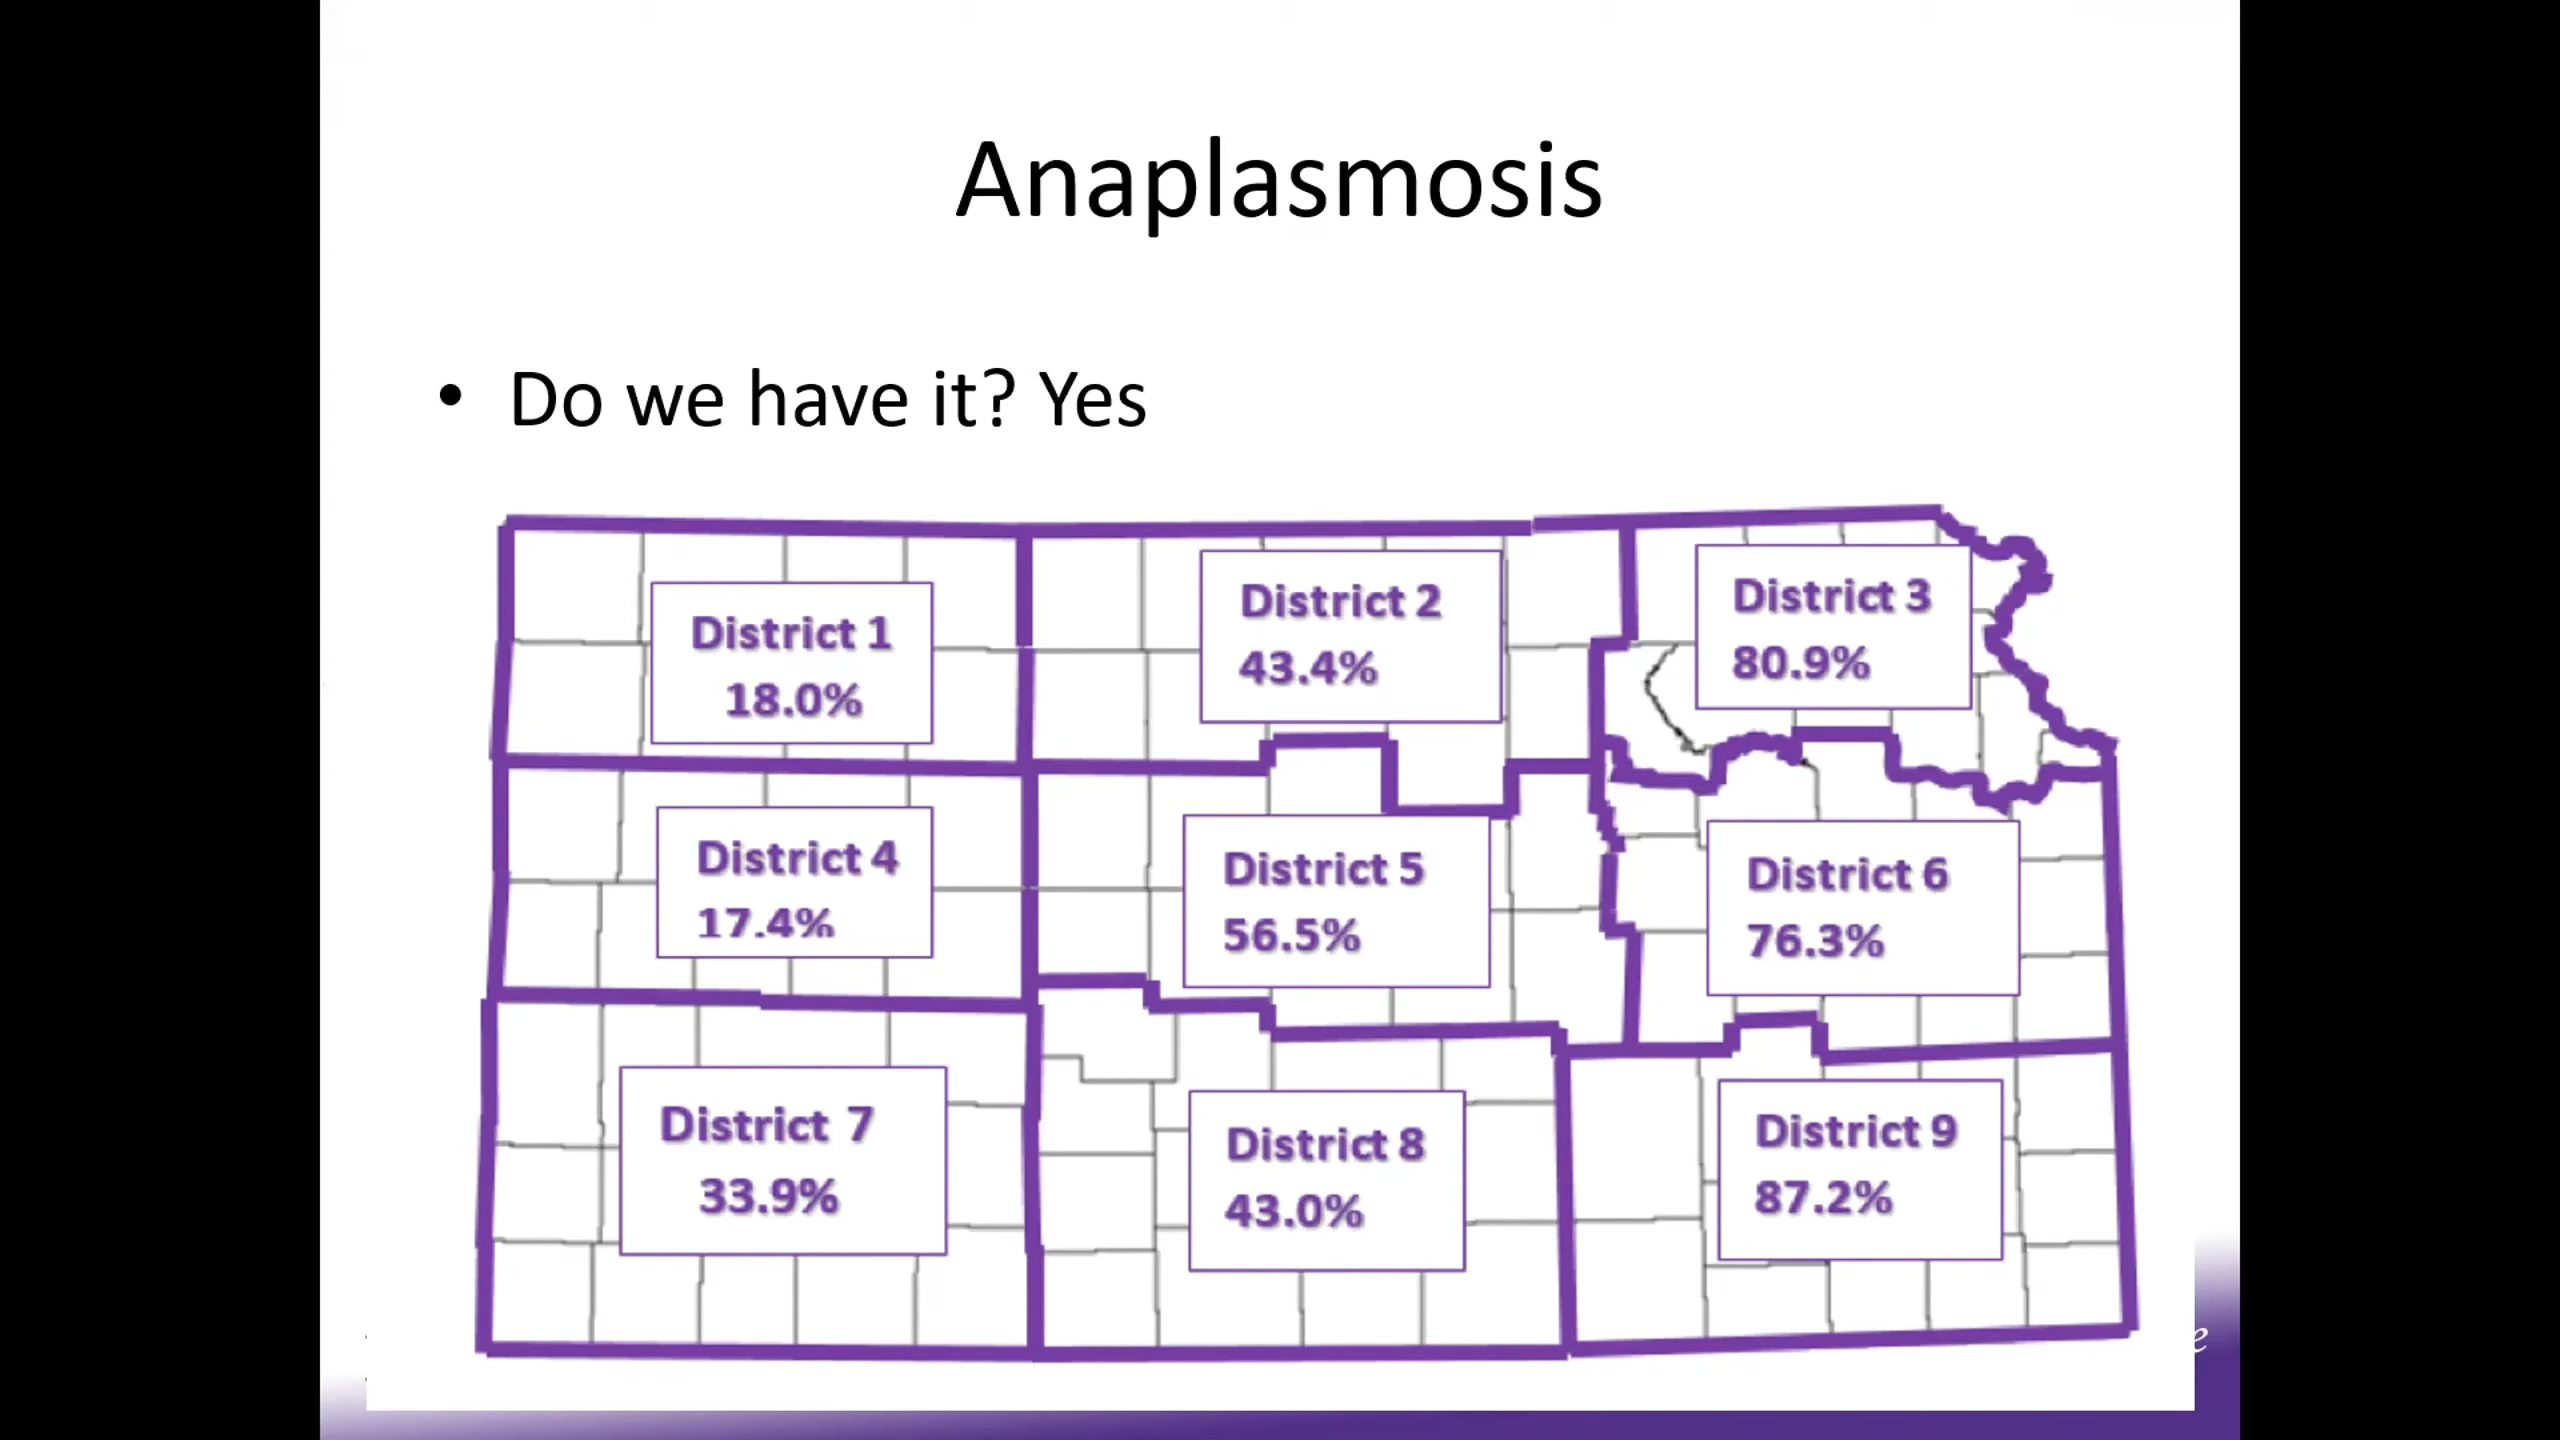 Anaplasmosis
• Do we have it? Yes
District 1
18.0%
District 2
43.4%
District 3
80.9%
District 4
17.4%
District 5
56.5%
District 6
76.3%
District 7
33.9%
District 8
43.0%
District 9
87.2%
e